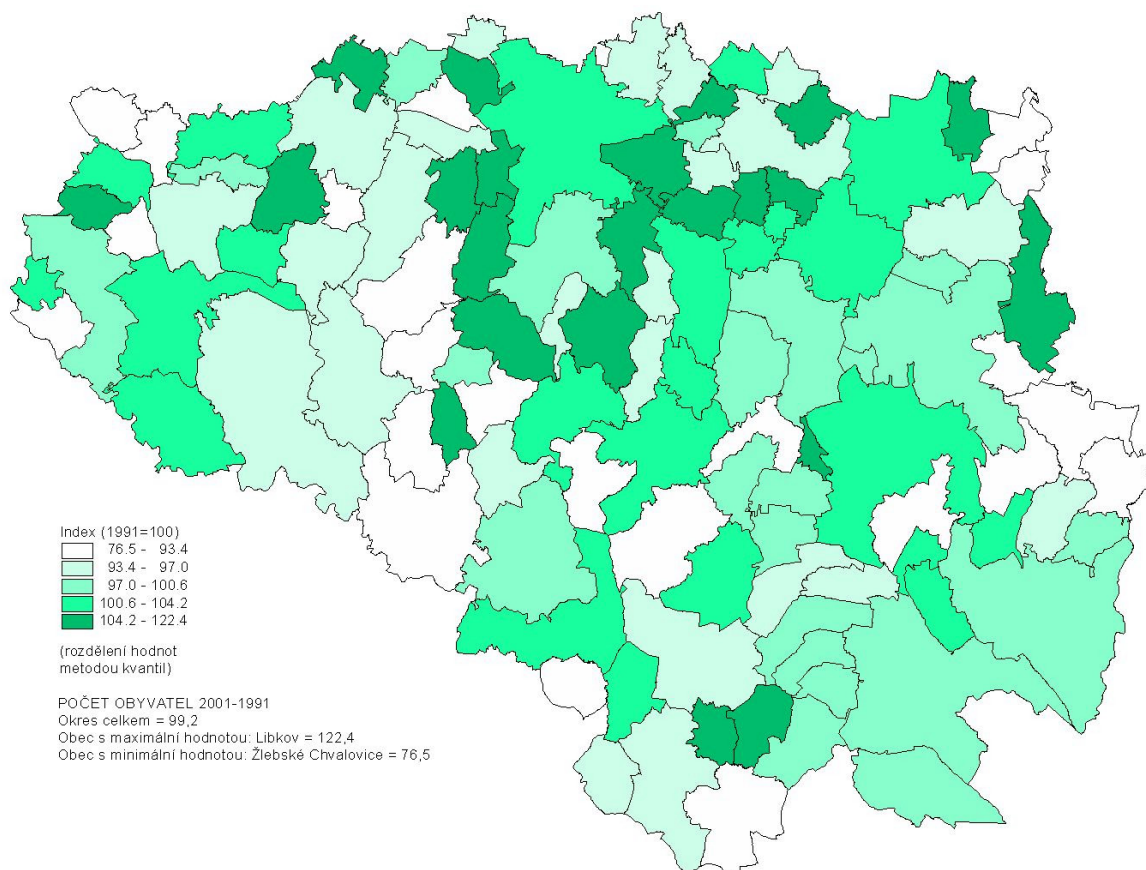 Index (1991=100)
76.5 - 93.4
93.4 - 97.0
97.0 - 100.6
100.6 - 104.2
104.2 - 122.4
(rozdělení hodnot
metodou kvantil)
POČET OBYVATEL 2001-1991
Okres celkem = 99,2
Obec s maximální hodnotou: Libkov = 122,4
Obec s minimální hodnotou: Žlebské Chvalovice = 76,5